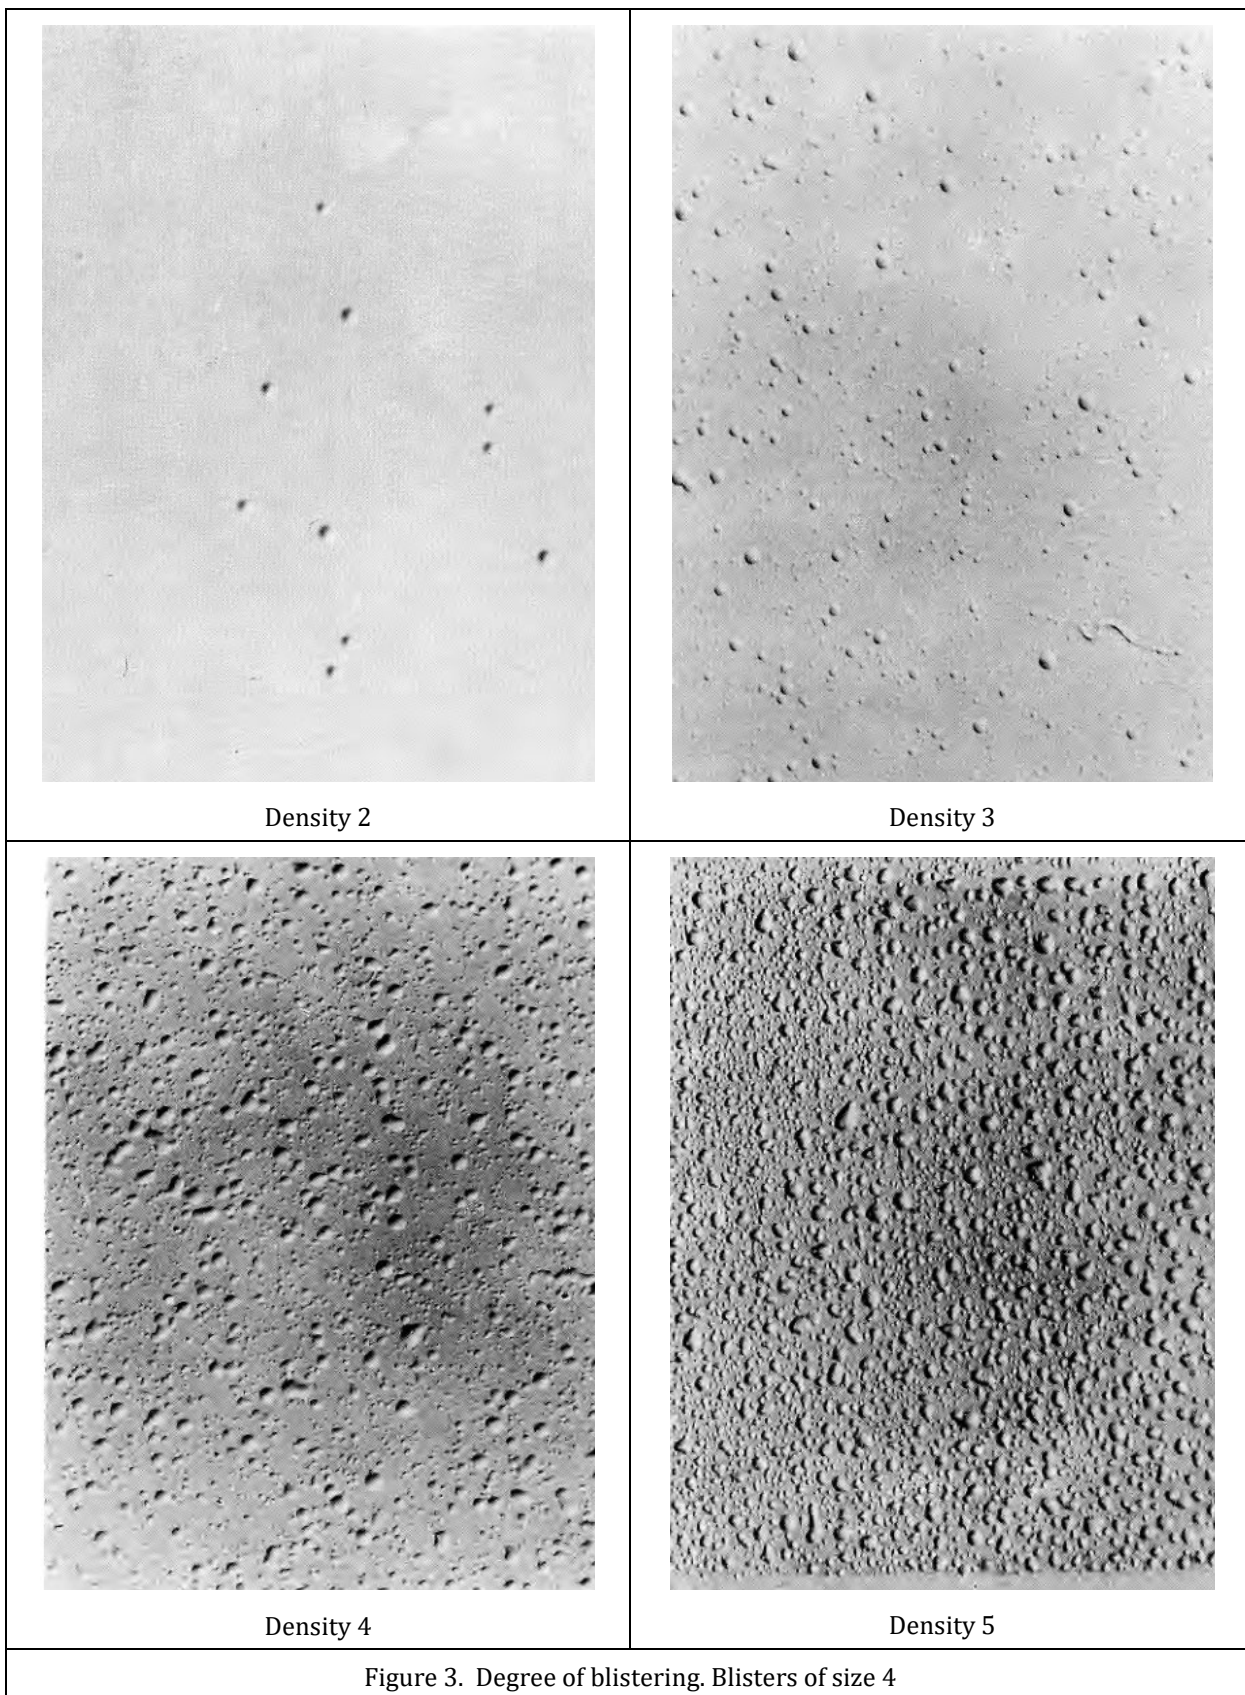 Density 2
Density 3
Density 4
Density 5
Figure 3. Degree of blistering. Blisters of size 4